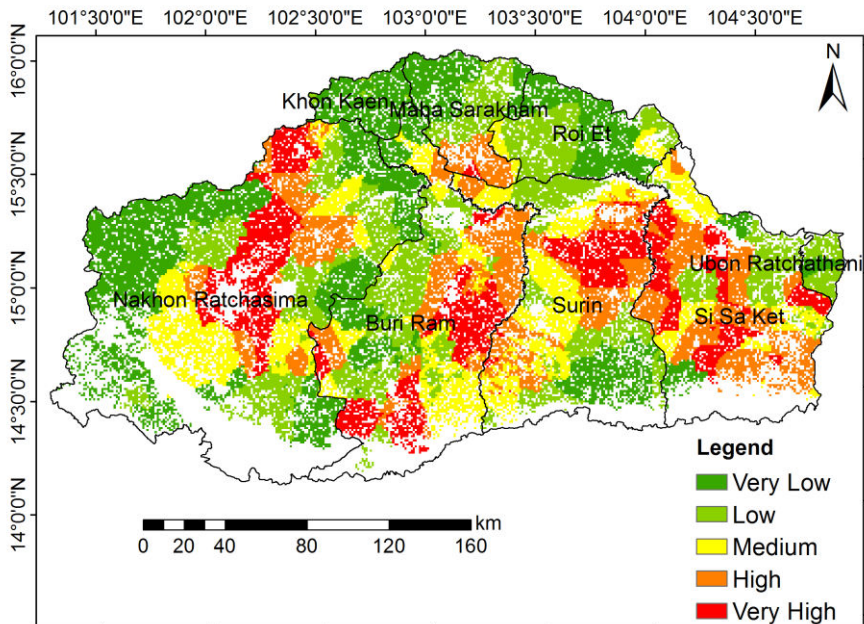 101°30'0"E 102°0'0"E 102°30'0"E 103°0'0"E 103°30'0"E 104°0'0"E 104°30'0"E
16°0'0"N
15°30'0"N
15°0'0"N
14°30'0"N
14°0'0"N
N
Khon Kaen
Maha Sarakham
Roi Et
Nakhon Ratchasima
Buri Ram
Surin
Ubon Ratchathani
Si Sa Ket
Legend
Very Low
Low
Medium
High
Very High
km
0 20 40 80 120 160